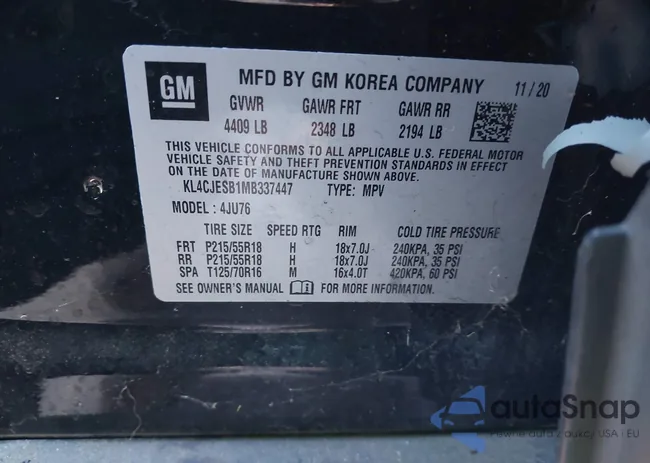 GM
MFD BY GM KOREA COMPANY 11/20
GVWR GAWR FRT GAWR RR
4409 LB 2348 LB 2194 LB
THIS VEHICLE CONFORMS TO ALL APPLICABLE U.S. FEDERAL MOTOR
VEHICLE SAFETY AND THEFT PREVENTION STANDARDS IN EFFECT
ON THE DATE OF MANUFACTURE SHOWN ABOVE.
KL4CJESB1MB337447 TYPE: MPV
MODEL : 4JU76
TIRE SIZE SPEED RTG RIM COLD TIRE PRESSURE
FRT P215/55R18 H 18x7.0J 240KPA, 35 PSI
RR P215/55R18 H 18x7.0J 240KPA, 35 PSI
SPA T125/70R16 M 16x4.0T 420KPA, 60 PSI
SEE OWNER'S MANUAL FOR MORE INFORMATION.
autoSnap
Pewne auta z aukcji USA i EU